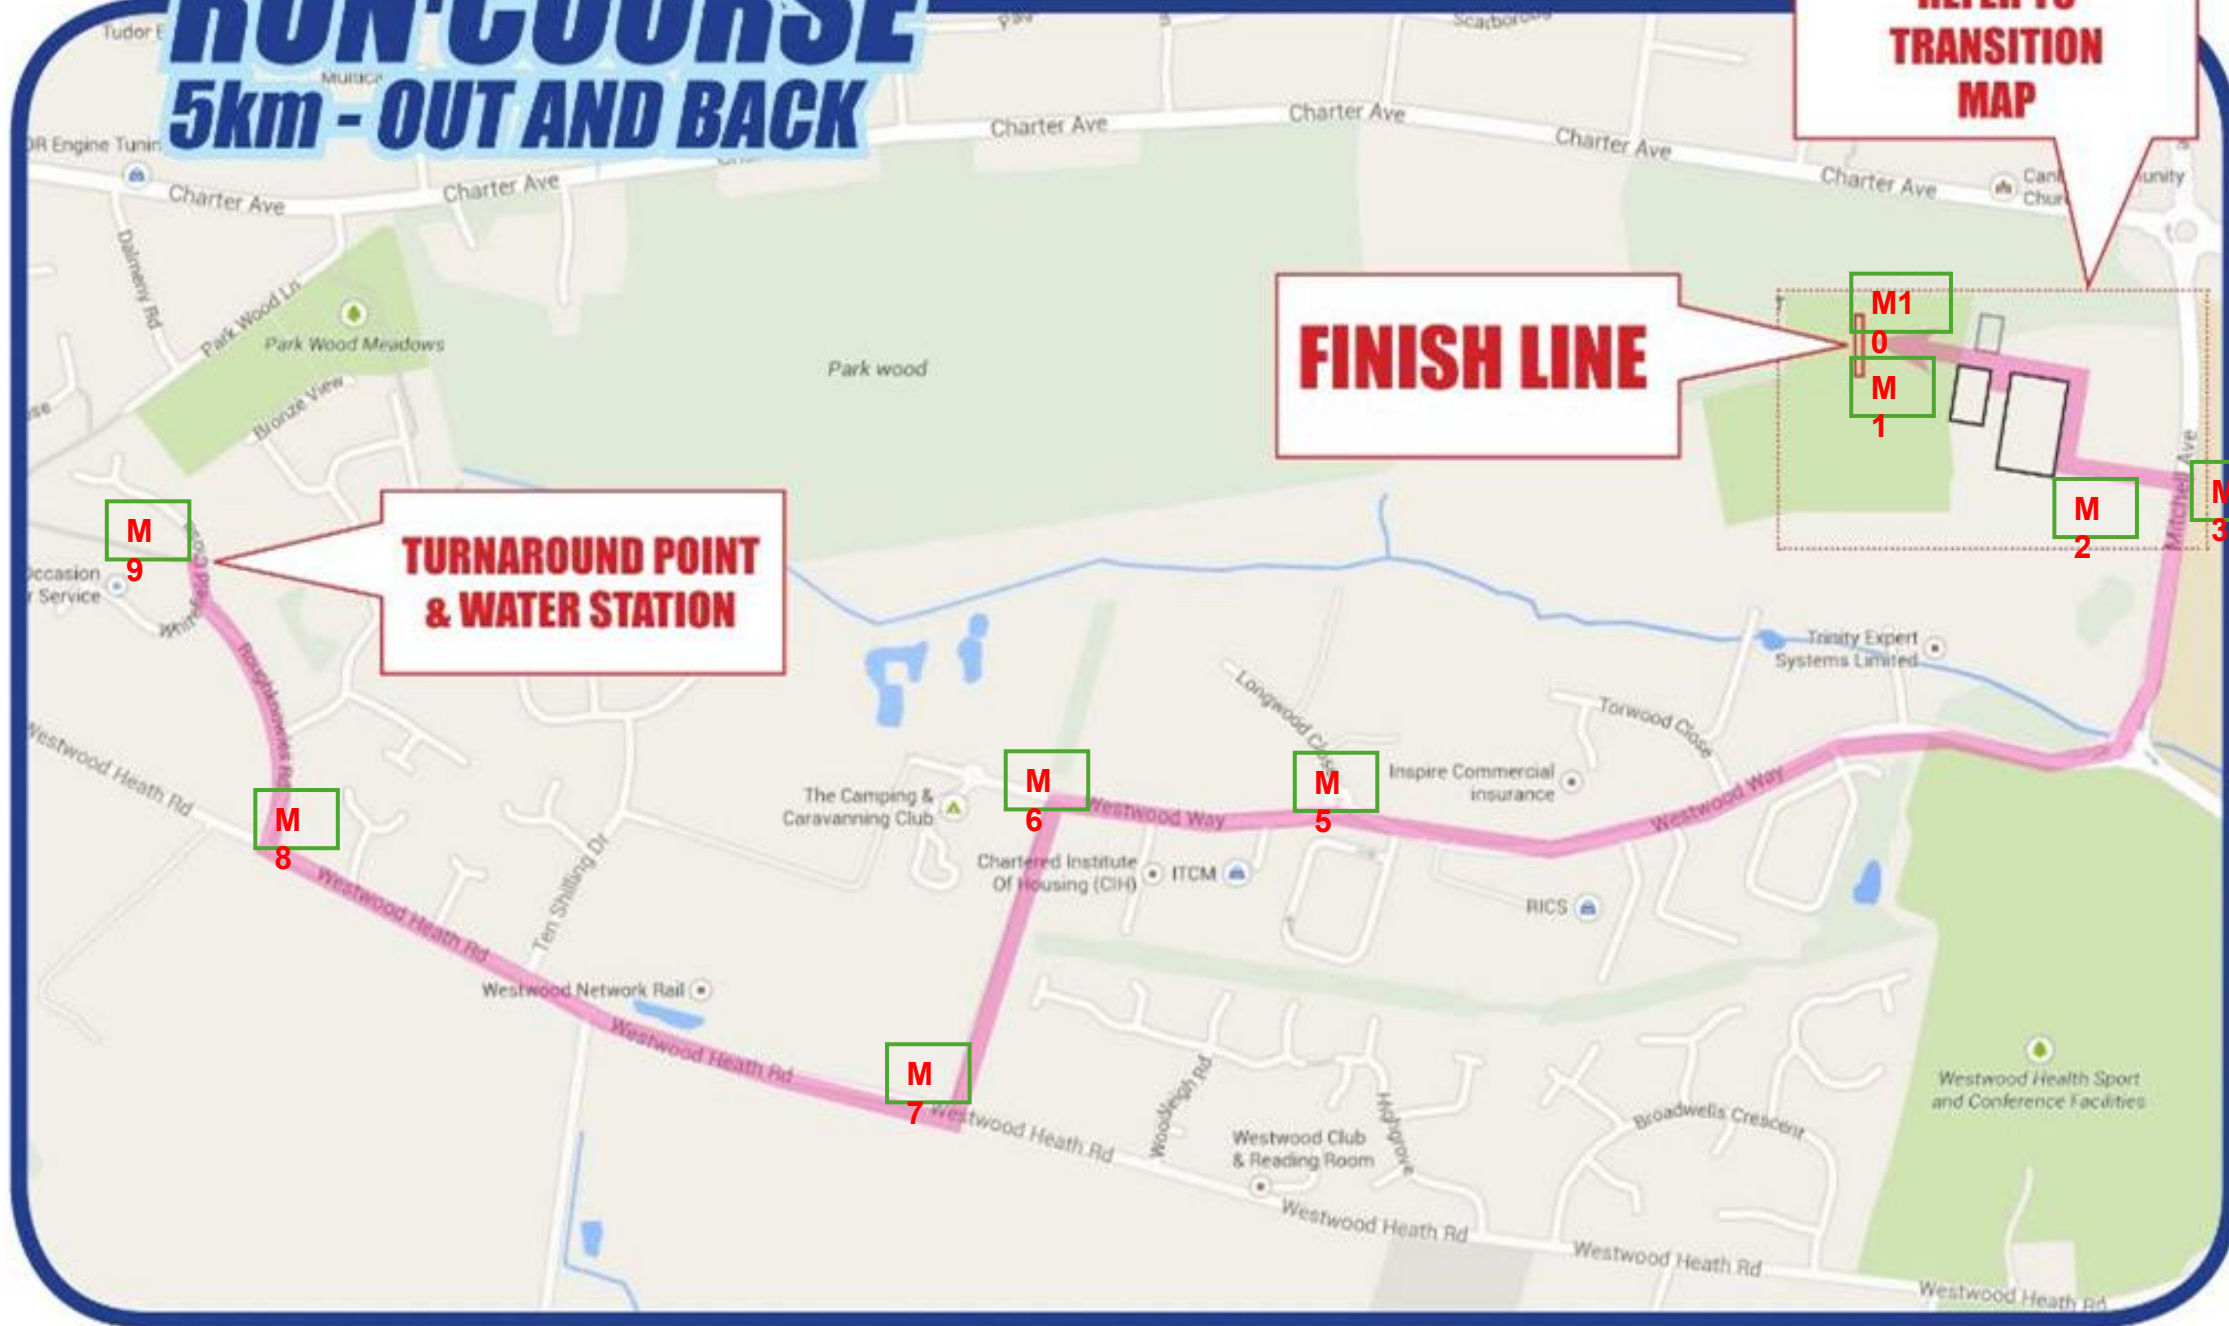 RUN COURSE
5km - OUT AND BACK
REFER TO
TRANSITION
MAP
Charter Ave
Charter Ave
Charter Ave
Charter Ave
Charter Ave
Charter Ave
Dalmeny Rd
Park Wood Ln
Park Wood Meadows
Bronze View
Park wood
FINISH LINE
M1
0
M
1
M
2
M
3
Mitchell Ave
TURNAROUND POINT
& WATER STATION
M
9
Occasion
Service
Roughknowles Rd
Westwood Heath Rd
M
8
Westwood Heath Rd
Ten Shilling Dr
Westwood Network Rail
Westwood Heath Rd
M
7
Westwood Heath Rd
The Camping &
Caravanning Club
M
6
Westwood Way
Chartered Institute
Of Housing (CIH)
ITCM
Longwood Close
M
5
Inspire Commercial
insurance
Torwood Close
Trinity Expert
Systems Limited
Westwood Way
RICS
Woodleigh Rd
Highgrove
Westwood Club
& Reading Room
Broadwells Crescent
Westwood Health Sport
and Conference Facilities
Westwood Heath Rd
Westwood Heath Rd
Westwood Heath Rd